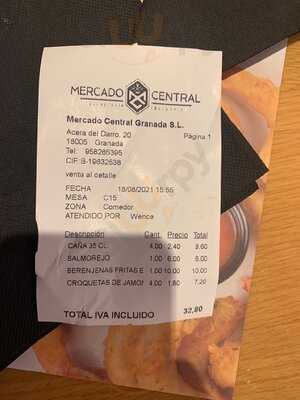 MERCADO CENTRAL
Mercado Central Granada S.L.
Acera del Darro, 20
18005 Granada
Página 1
Tel: 958265395
CIF: B-19632638
venta al detalle
FECHA 18/08/2021 15:55
MESA C15
ZONA Comedor
ATENDIDO POR Wence
Descripción Cant. Precio Total
CAÑA 35 CL. 4,00 2,40 9,60
SALMOREJO 1,00 6,00 6,00
BERENJENAS FRITAS E 1,00 10,00 10,00
CROQUETAS DE JAMON 4,00 1,80 7,20
TOTAL IVA INCLUIDO 32,80